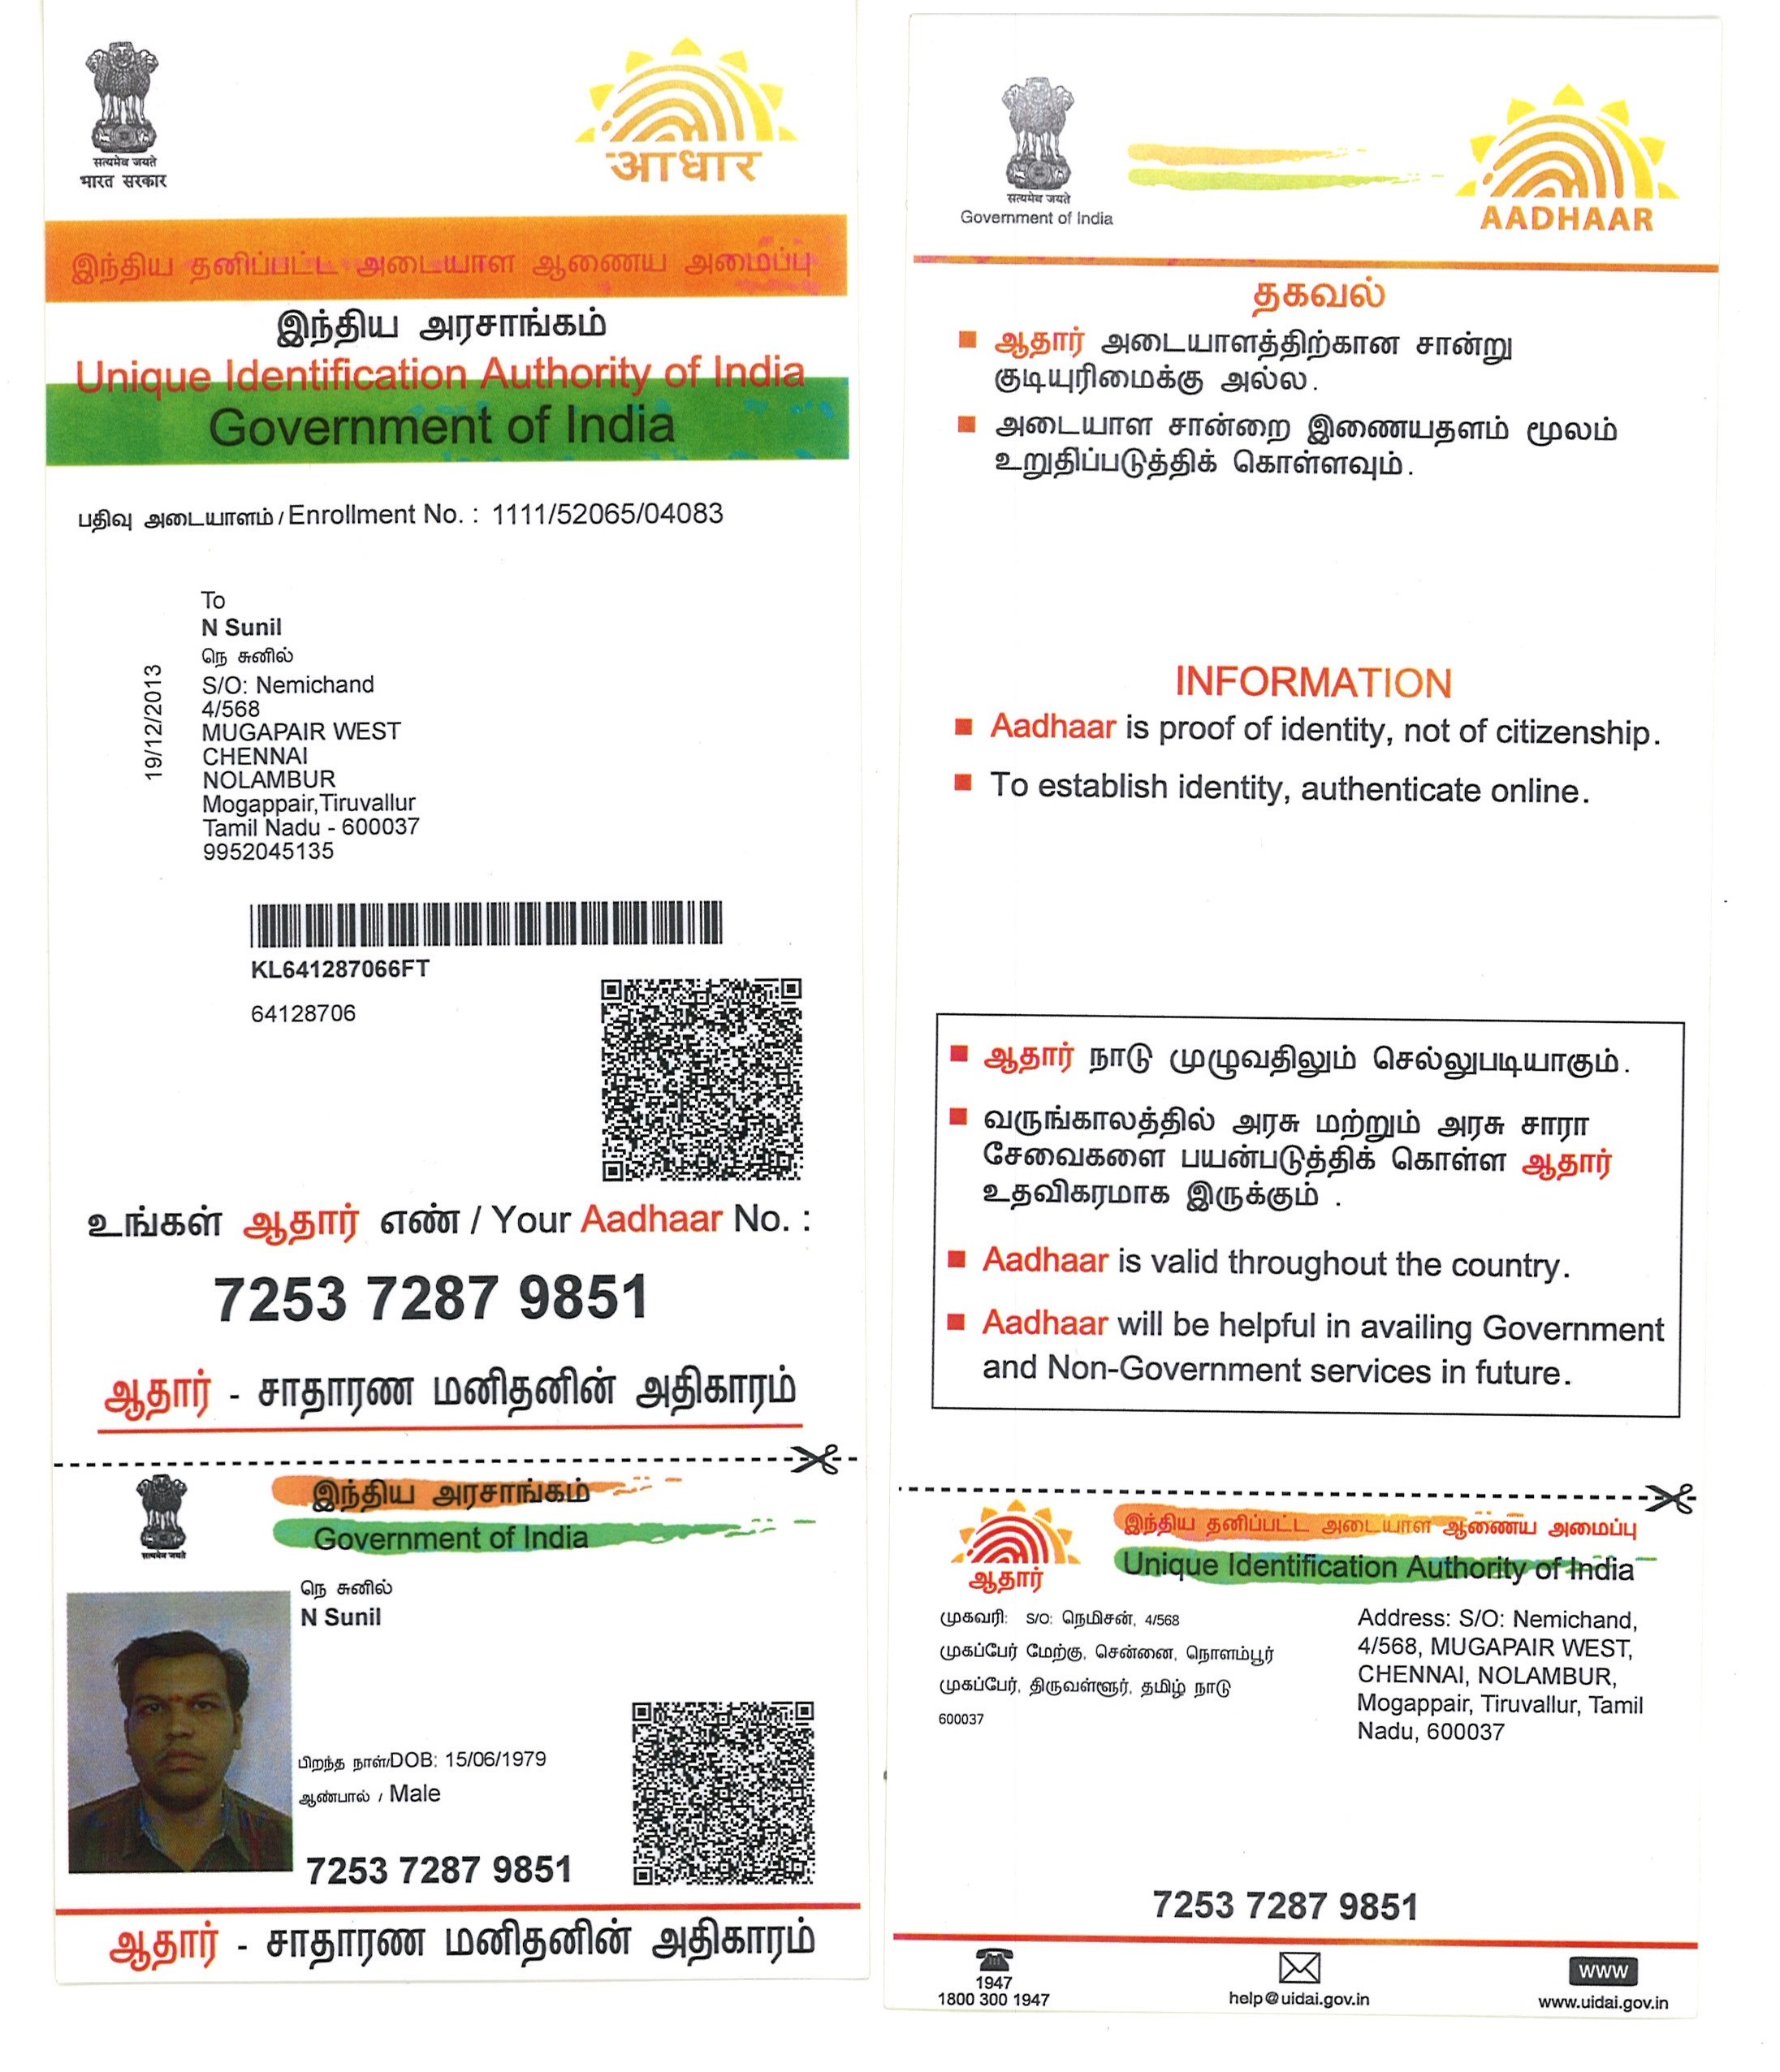 सत्यमेव जयते
भारत सरकार
आधार
இந்திய தனிப்பட்ட அடையாள ஆணைய அமைப்பு
இந்திய அரசாங்கம்
Unique Identification Authority of India
Government of India
பதிவு அடையாளம் / Enrollment No. : 1111/52065/04083
19/12/2013
To
N Sunil
நெ சுனில்
S/O: Nemichand
4/568
MUGAPAIR WEST
CHENNAI
NOLAMBUR
Mogappair,Tiruvallur
Tamil Nadu - 600037
9952045135
KL641287066FT
64128706
உங்கள் ஆதார் எண் / Your Aadhaar No. :
7253 7287 9851
ஆதார் - சாதாரண மனிதனின் அதிகாரம்
सत्यमेव जयते
இந்திய அரசாங்கம்
Government of India
நெ சுனில்
N Sunil
பிறந்த நாள்/DOB: 15/06/1979
ஆண்பால் / Male
7253 7287 9851
ஆதார் - சாதாரண மனிதனின் அதிகாரம்
सत्यमेव जयते
Government of India
AADHAAR
தகவல்
ஆதார் அடையாளத்திற்கான சான்று
குடியுரிமைக்கு அல்ல.
அடையாள சான்றை இணையதளம் மூலம்
உறுதிப்படுத்திக் கொள்ளவும்.
INFORMATION
Aadhaar is proof of identity, not of citizenship.
To establish identity, authenticate online.
ஆதார் நாடு முழுவதிலும் செல்லுபடியாகும்.
வருங்காலத்தில் அரசு மற்றும் அரசு சாரா
சேவைகளை பயன்படுத்திக் கொள்ள ஆதார்
உதவிகரமாக இருக்கும் .
Aadhaar is valid throughout the country.
Aadhaar will be helpful in availing Government
and Non-Government services in future.
ஆதார்
இந்திய தனிப்பட்ட அடையாள ஆணைய அமைப்பு
Unique Identification Authority of India
முகவரி: S/O: நெமிசன், 4/568
முகப்பேர் மேற்கு, சென்னை, நொளம்பூர்
முகப்பேர், திருவள்ளூர், தமிழ் நாடு
600037
Address: S/O: Nemichand,
4/568, MUGAPAIR WEST,
CHENNAI, NOLAMBUR,
Mogappair, Tiruvallur, Tamil
Nadu, 600037
7253 7287 9851
1947
1800 300 1947
help@uidai.gov.in
www
www.uidai.gov.in